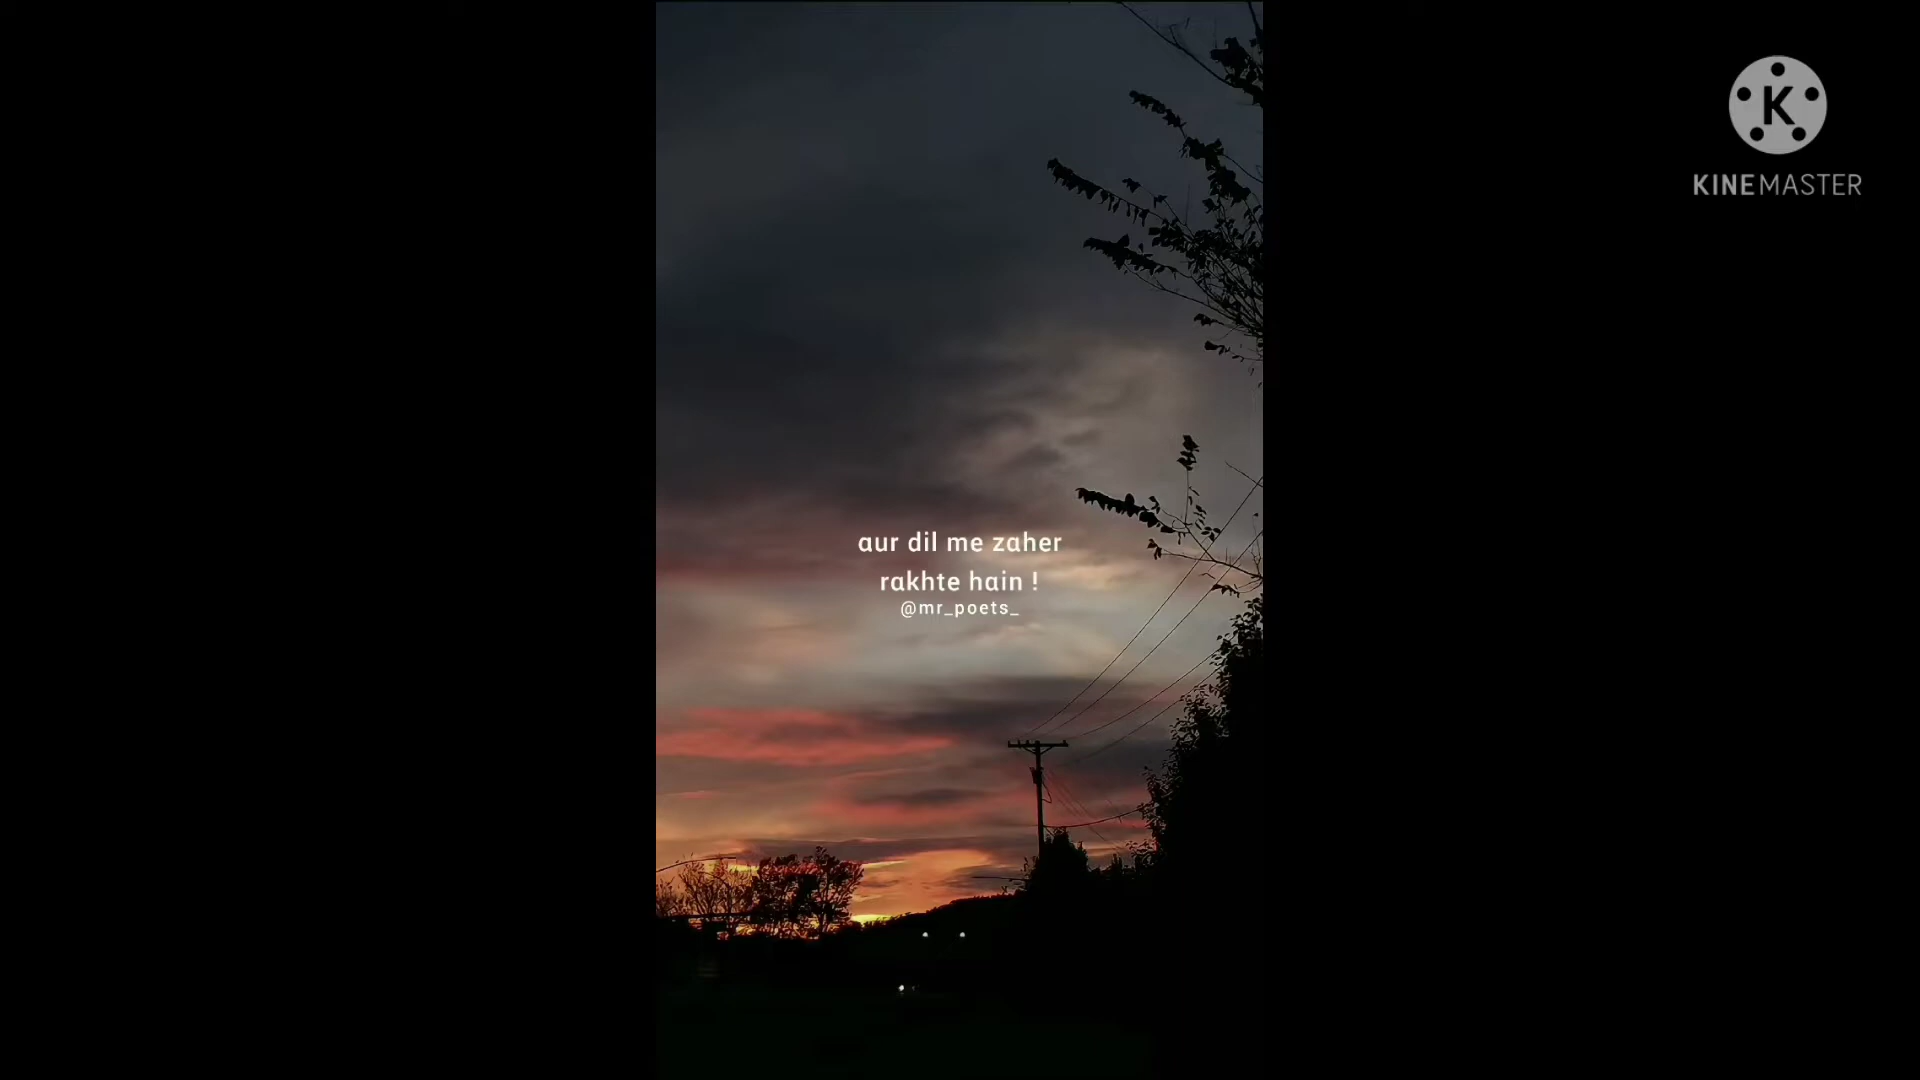 aur dil me zaher
rakhte hain !
@mr_poets_
K
KINEMASTER